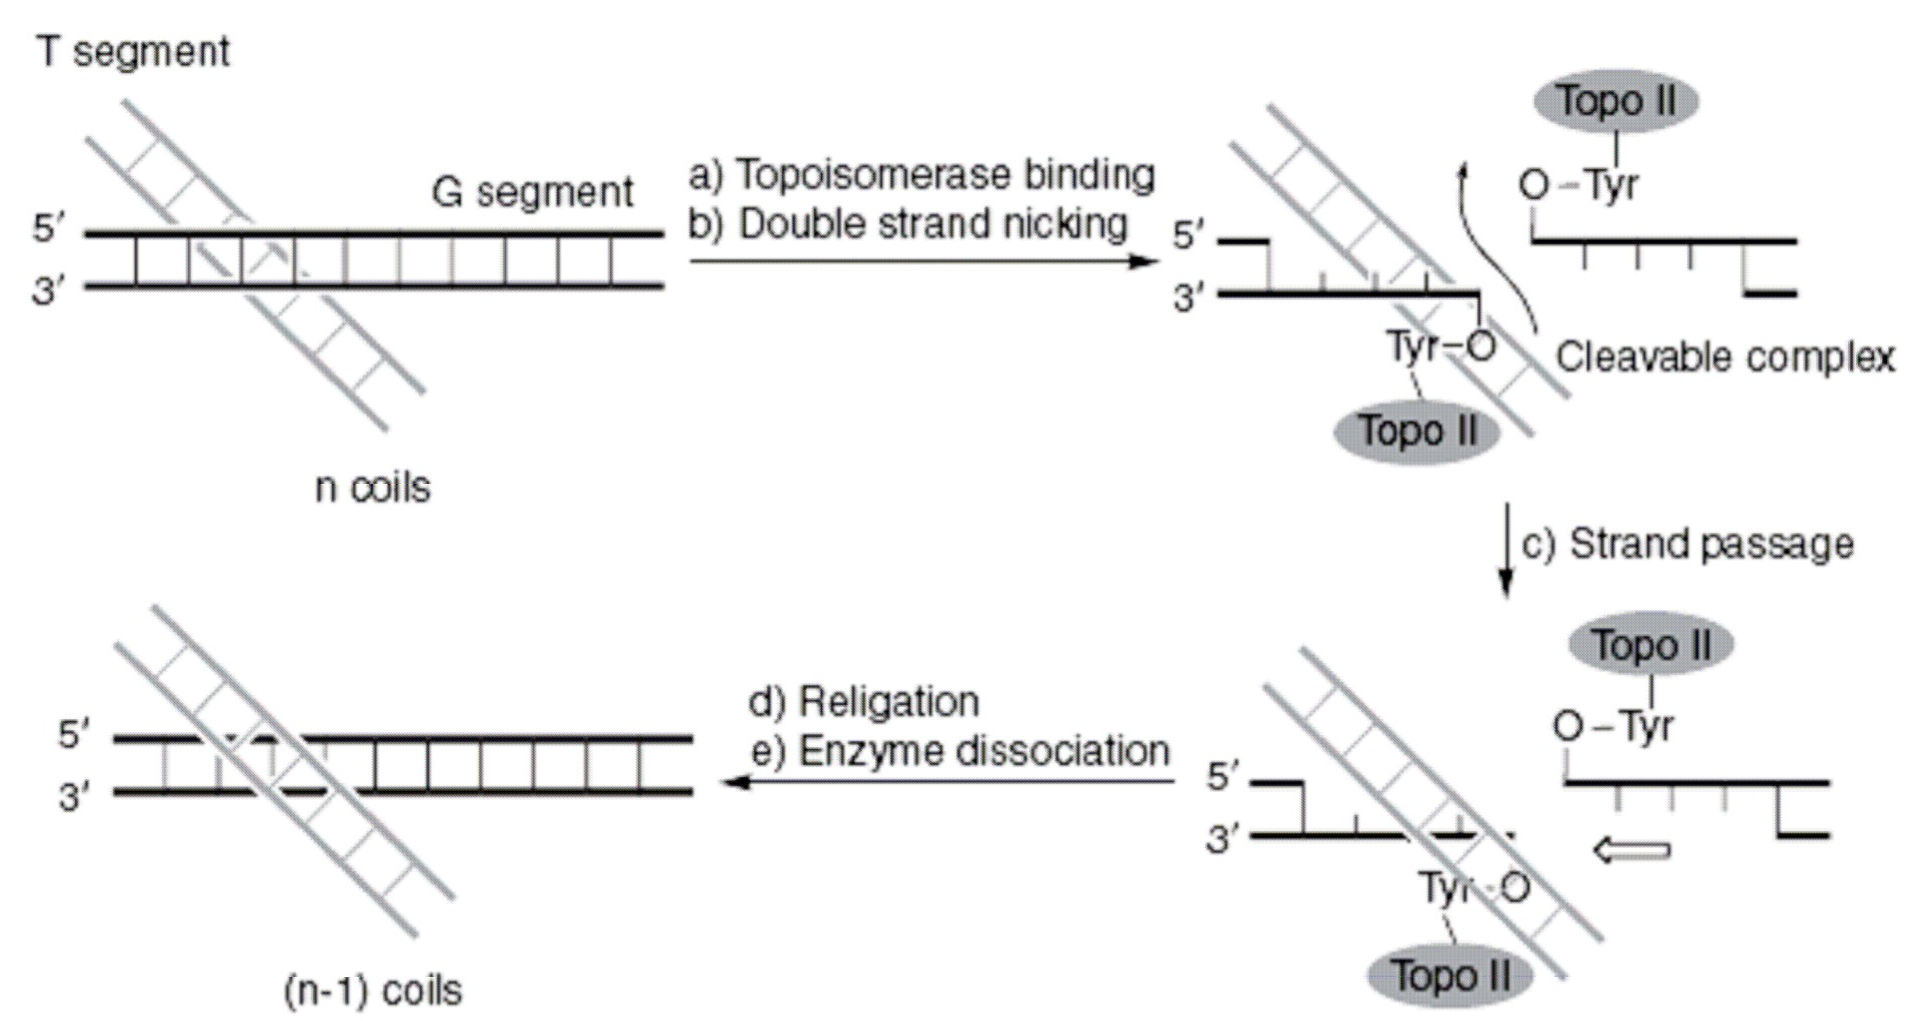 T segment
G segment
5′
3′
n coils
a) Topoisomerase binding
b) Double strand nicking
Topo II
O–Tyr
5′
3′
Tyr–O
Cleavable complex
Topo II
c) Strand passage
Topo II
O–Tyr
5′
3′
Tyr-O
Topo II
d) Religation
e) Enzyme dissociation
5′
3′
(n-1) coils